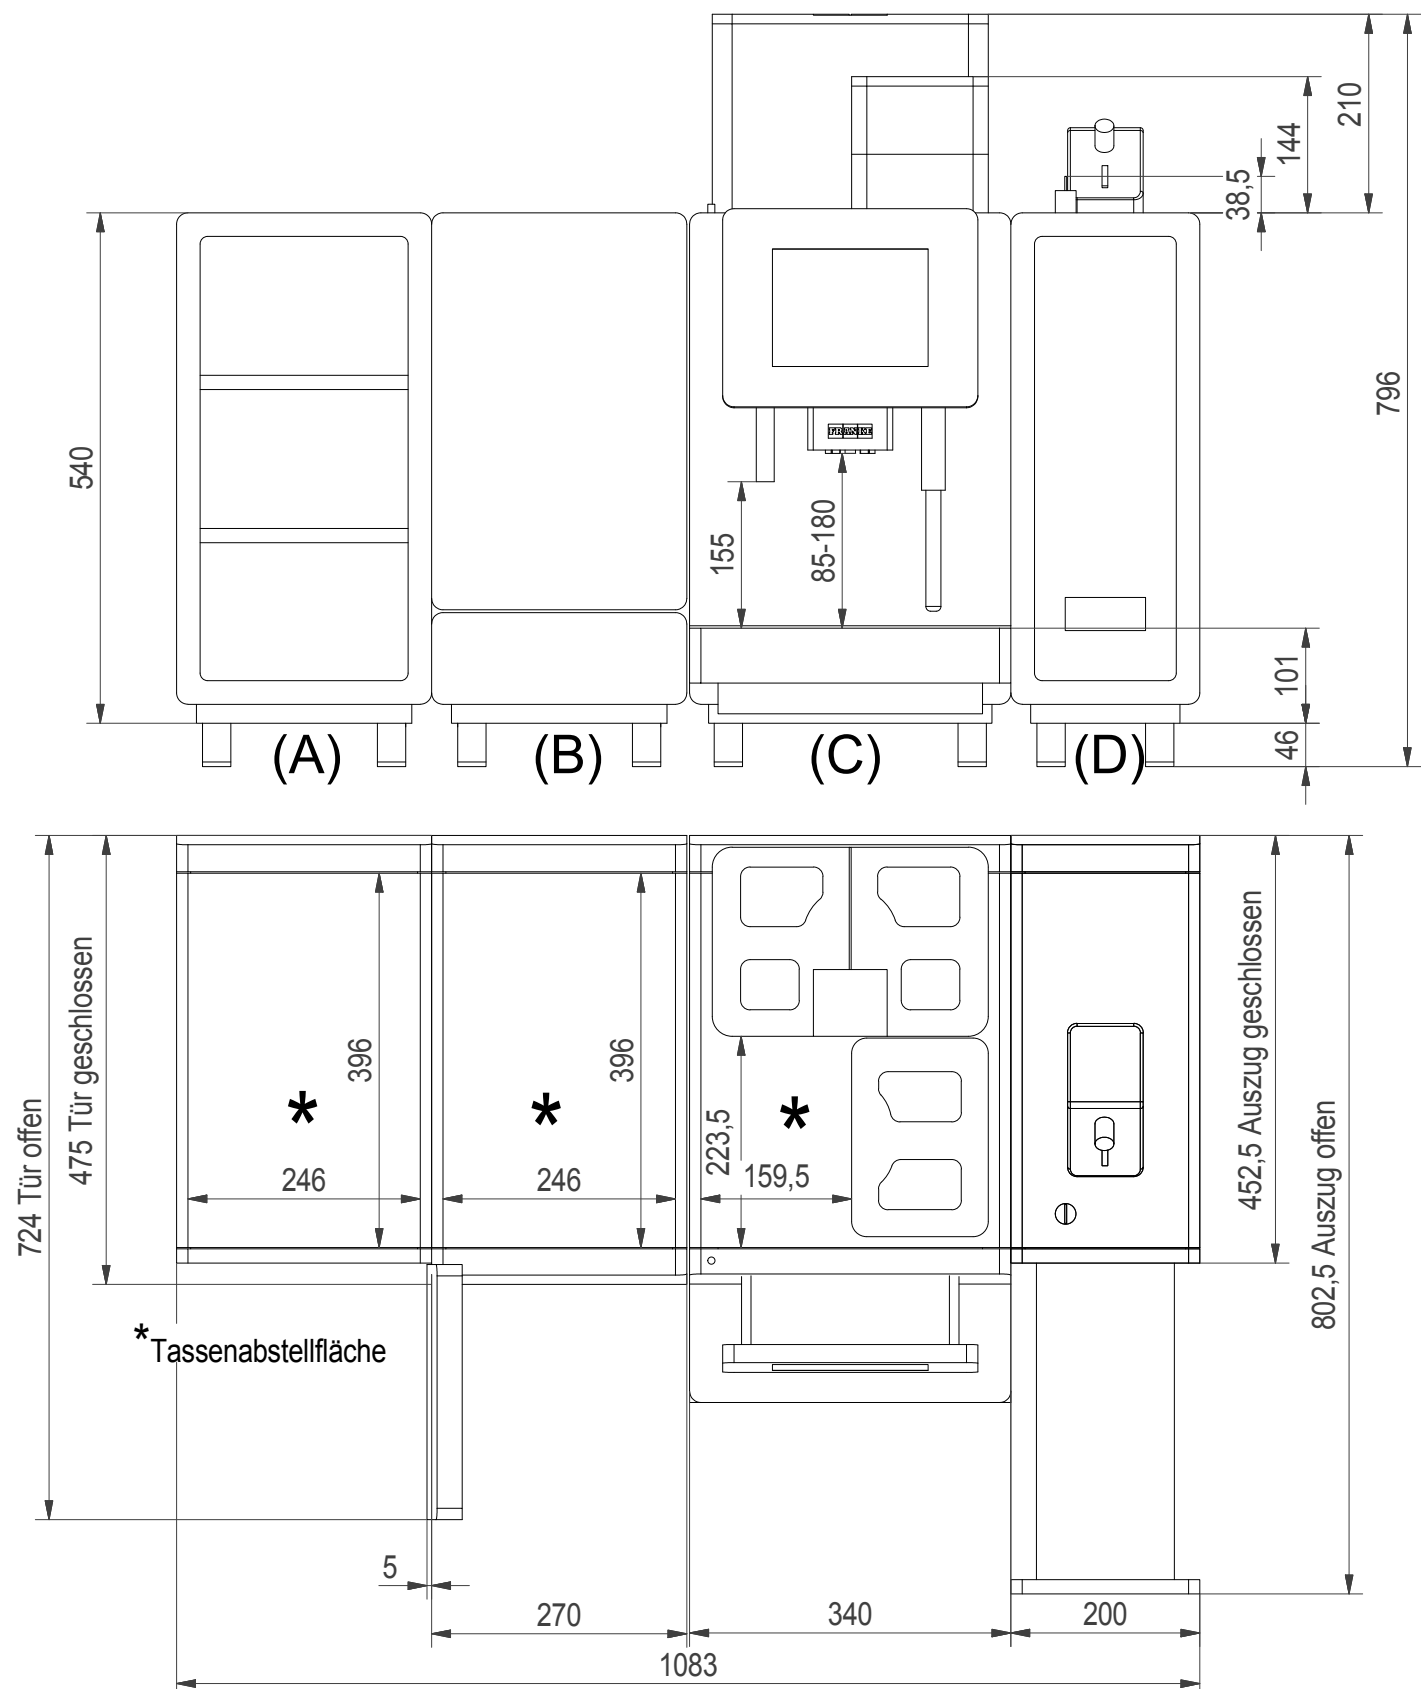 210
144
38,5
796
540
FRANKE
155
85-180
101
46
(A)
(B)
(C)
(D)
724 Tür offen
475 Tür geschlossen
396
396
223,5
159,5
246
246
*
*
*
452,5 Auszug geschlossen
802,5 Auszug offen
*Tassenabstellfläche
5
270
340
200
1083